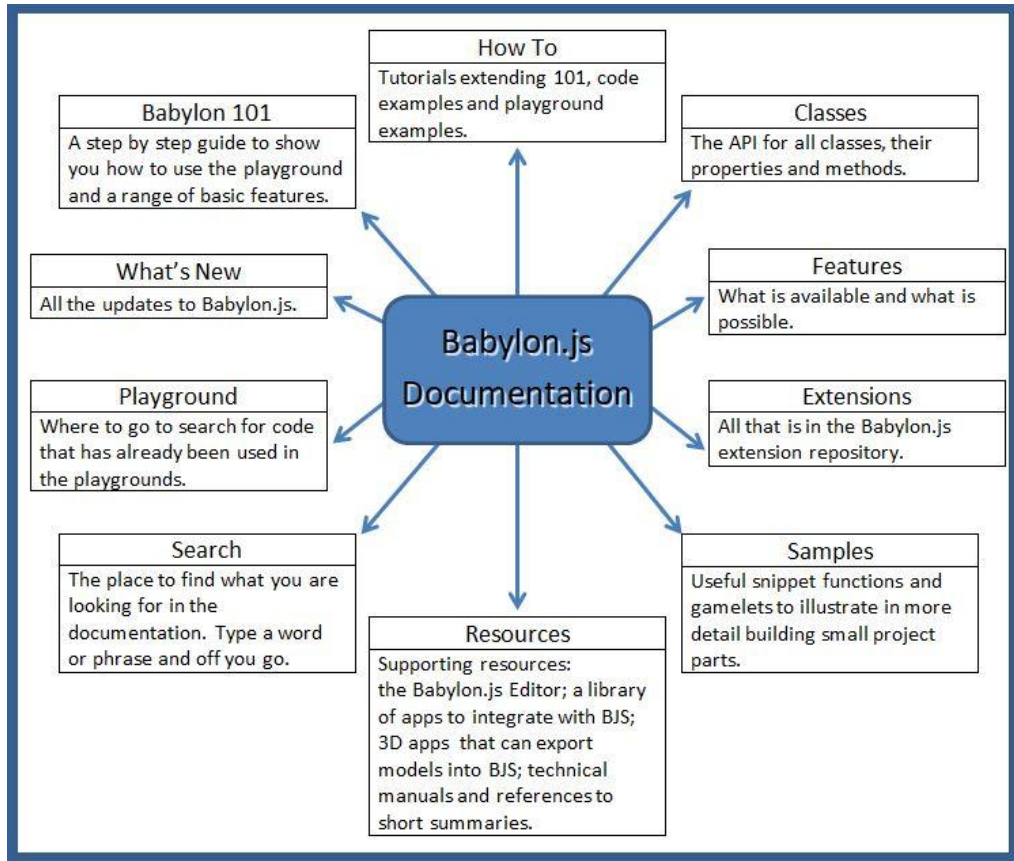 How To
Tutorials extending 101, code
examples and playground
examples.
Babylon 101
A step by step guide to show
you how to use the playground
and a range of basic features.
Classes
The API for all classes, their
properties and methods.
What's New
All the updates to Babylon.js.
Features
What is available and what is
possible.
Babylon.js
Documentation
Playground
Where to go to search for code
that has already been used in
the playgrounds.
Extensions
All that is in the Babylon.js
extension repository.
Search
The place to find what you are
looking for in the
documentation. Type a word
or phrase and off you go.
Samples
Useful snippet functions and
gamelets to illustrate in more
detail building small project
parts.
Resources
Supporting resources:
the Babylon.js Editor; a library
of apps to integrate with BJS;
3D apps that can export
models into BJS; technical
manuals and references to
short summaries.